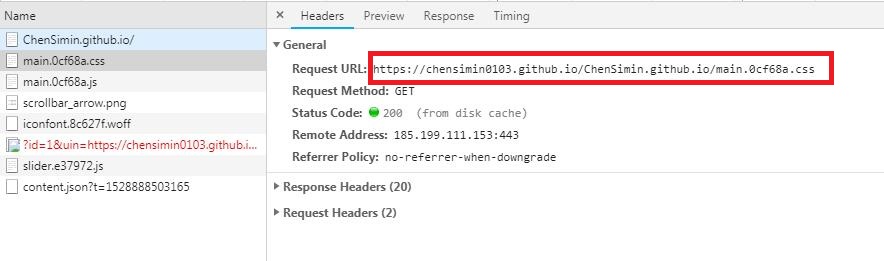 Name
ChenSimin.github.io/
main.0cf68a.css
main.0cf68a.js
scrollbar_arrow.png
iconfont.8c627f.woff
?id=1&uin=https://chensimin0103.github.i...
slider.e37972.js
content.json?t=1528888503165
× Headers Preview Response Timing
General
Request URL: https://chensimin0103.github.io/ChenSimin.github.io/main.0cf68a.css
Request Method: GET
Status Code: 200 (from disk cache)
Remote Address: 185.199.111.153:443
Referrer Policy: no-referrer-when-downgrade
Response Headers (20)
Request Headers (2)